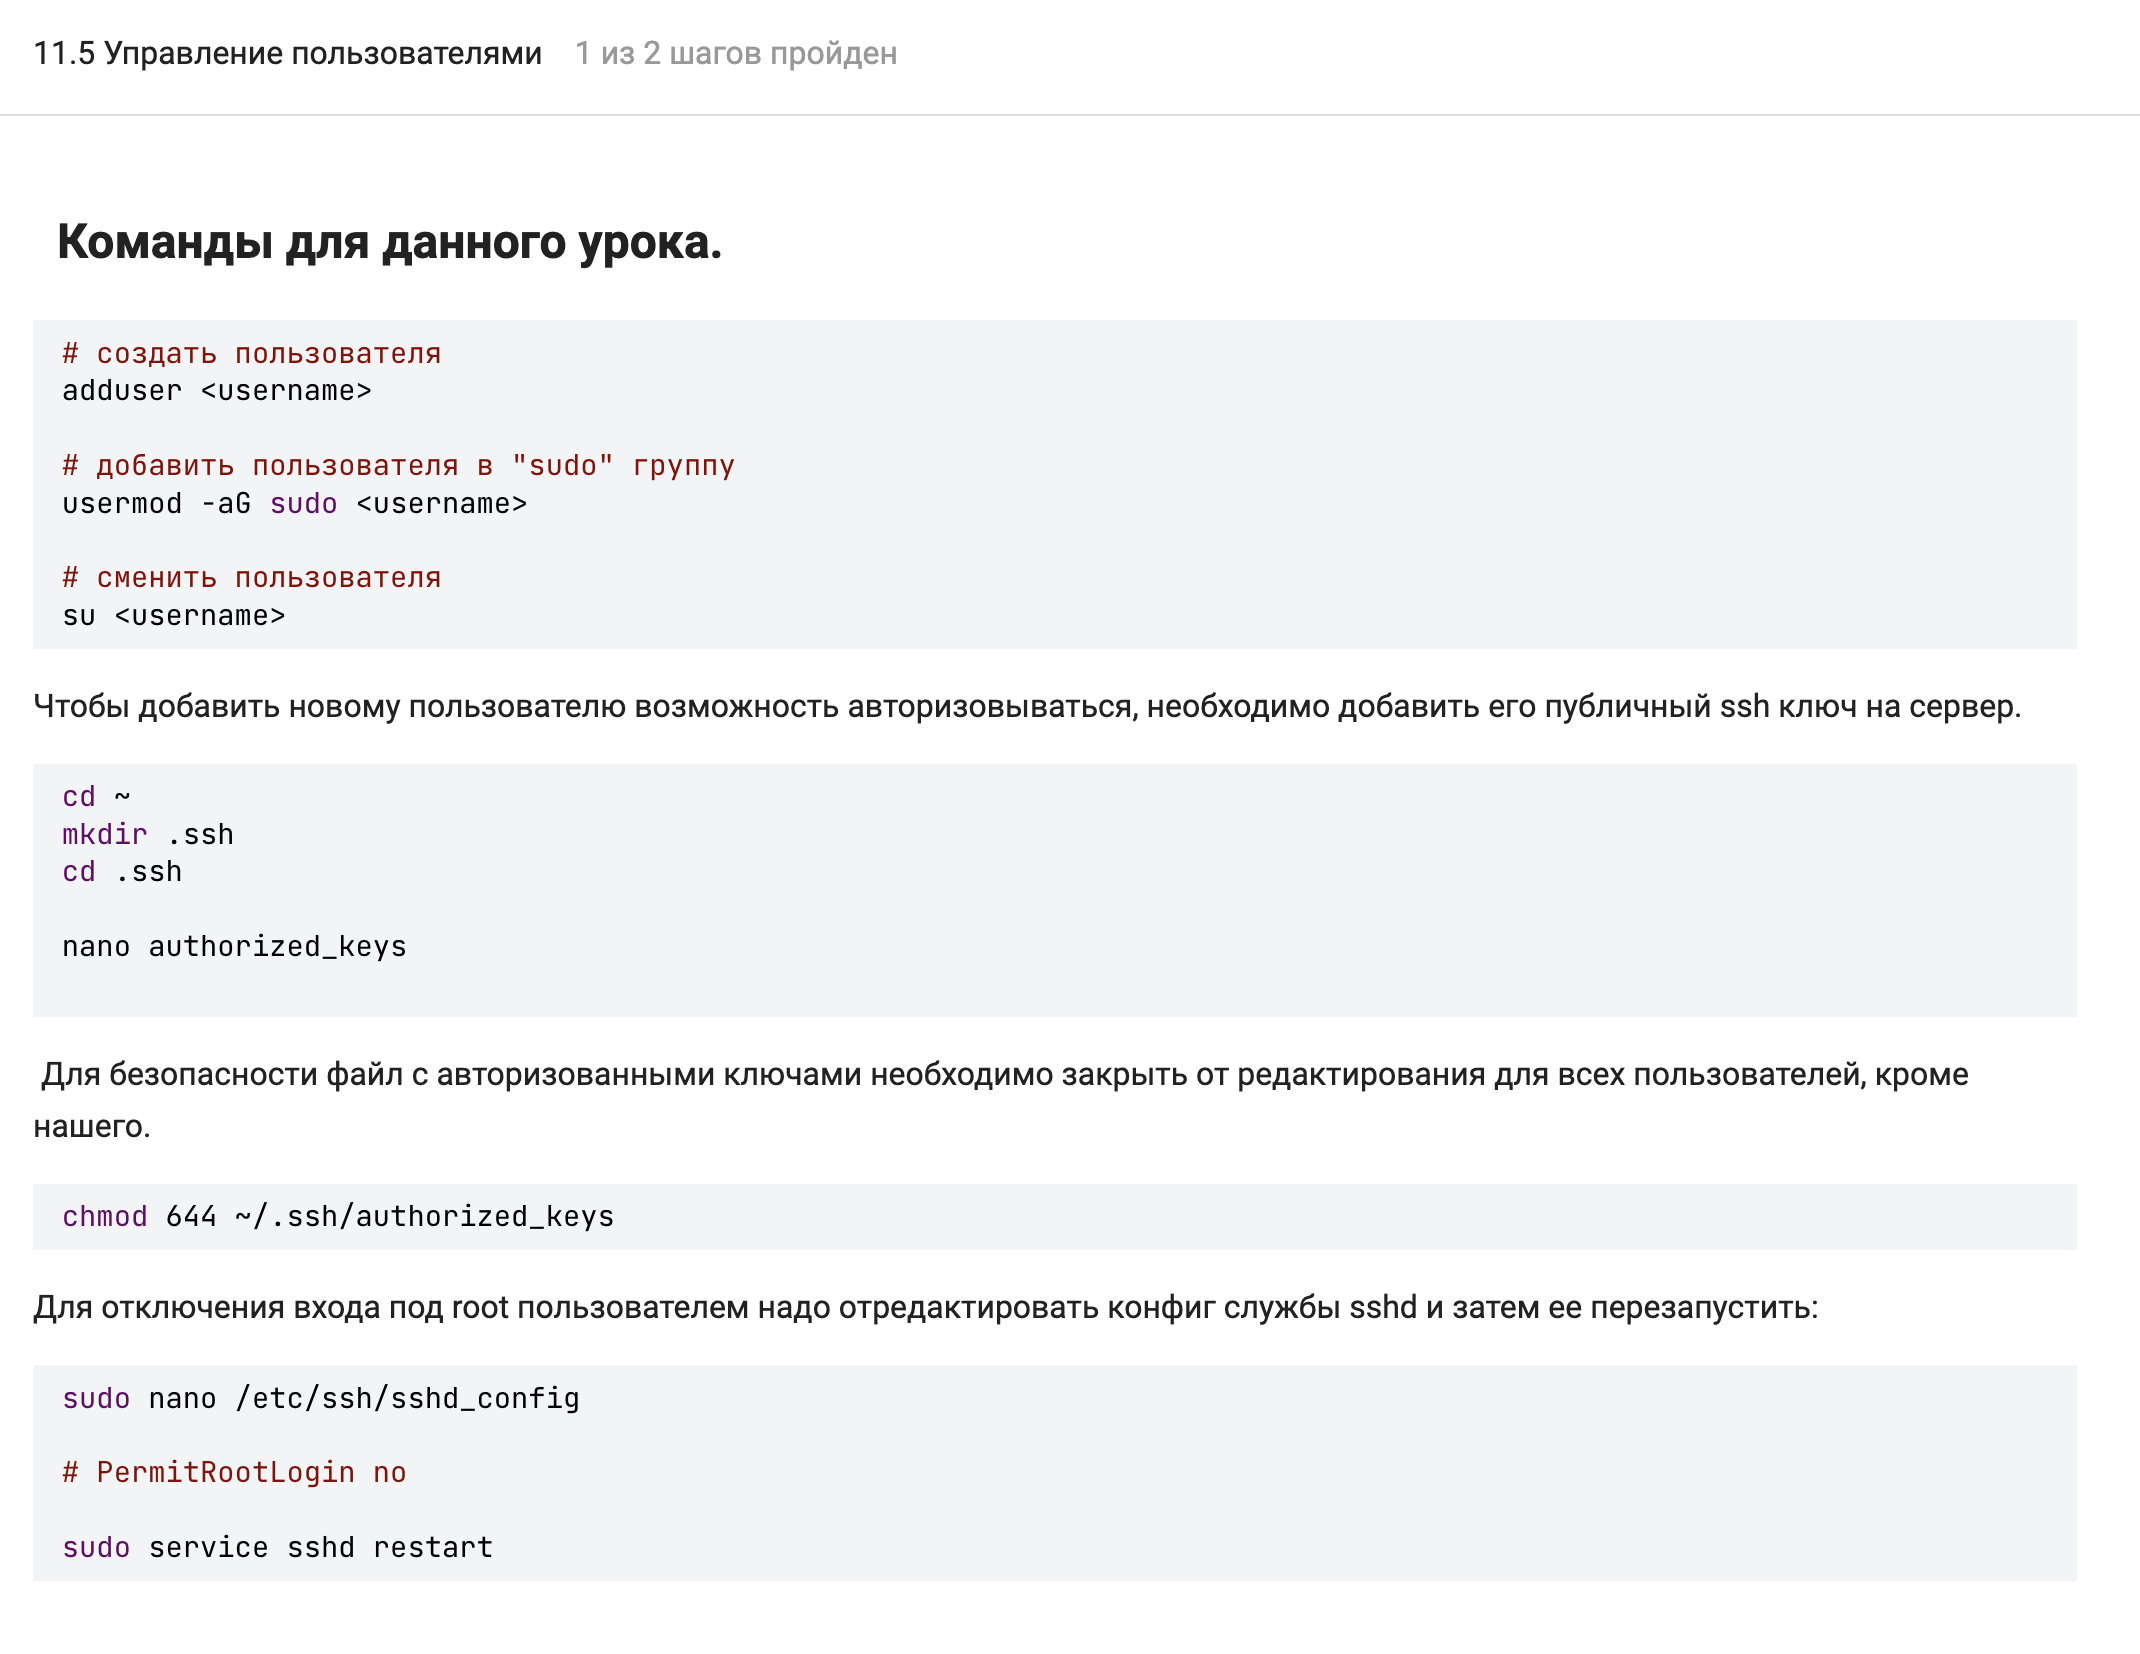 11.5 Управление пользователями 1 из 2 шагов пройден
Команды для данного урока.
# создать пользователя
adduser <username>
# добавить пользователя в "sudo" группу
usermod -aG sudo <username>
# сменить пользователя
su <username>
Чтобы добавить новому пользователю возможность авторизовываться, необходимо добавить его публичный ssh ключ на сервер.
cd ~
mkdir .ssh
cd .ssh
nano authorized_keys
Для безопасности файл с авторизованными ключами необходимо закрыть от редактирования для всех пользователей, кроме
нашего.
chmod 644 ~/.ssh/authorized_keys
Для отключения входа под root пользователем надо отредактировать конфиг службы sshd и затем ее перезапустить:
sudo nano /etc/ssh/sshd_config
# PermitRootLogin no
sudo service sshd restart